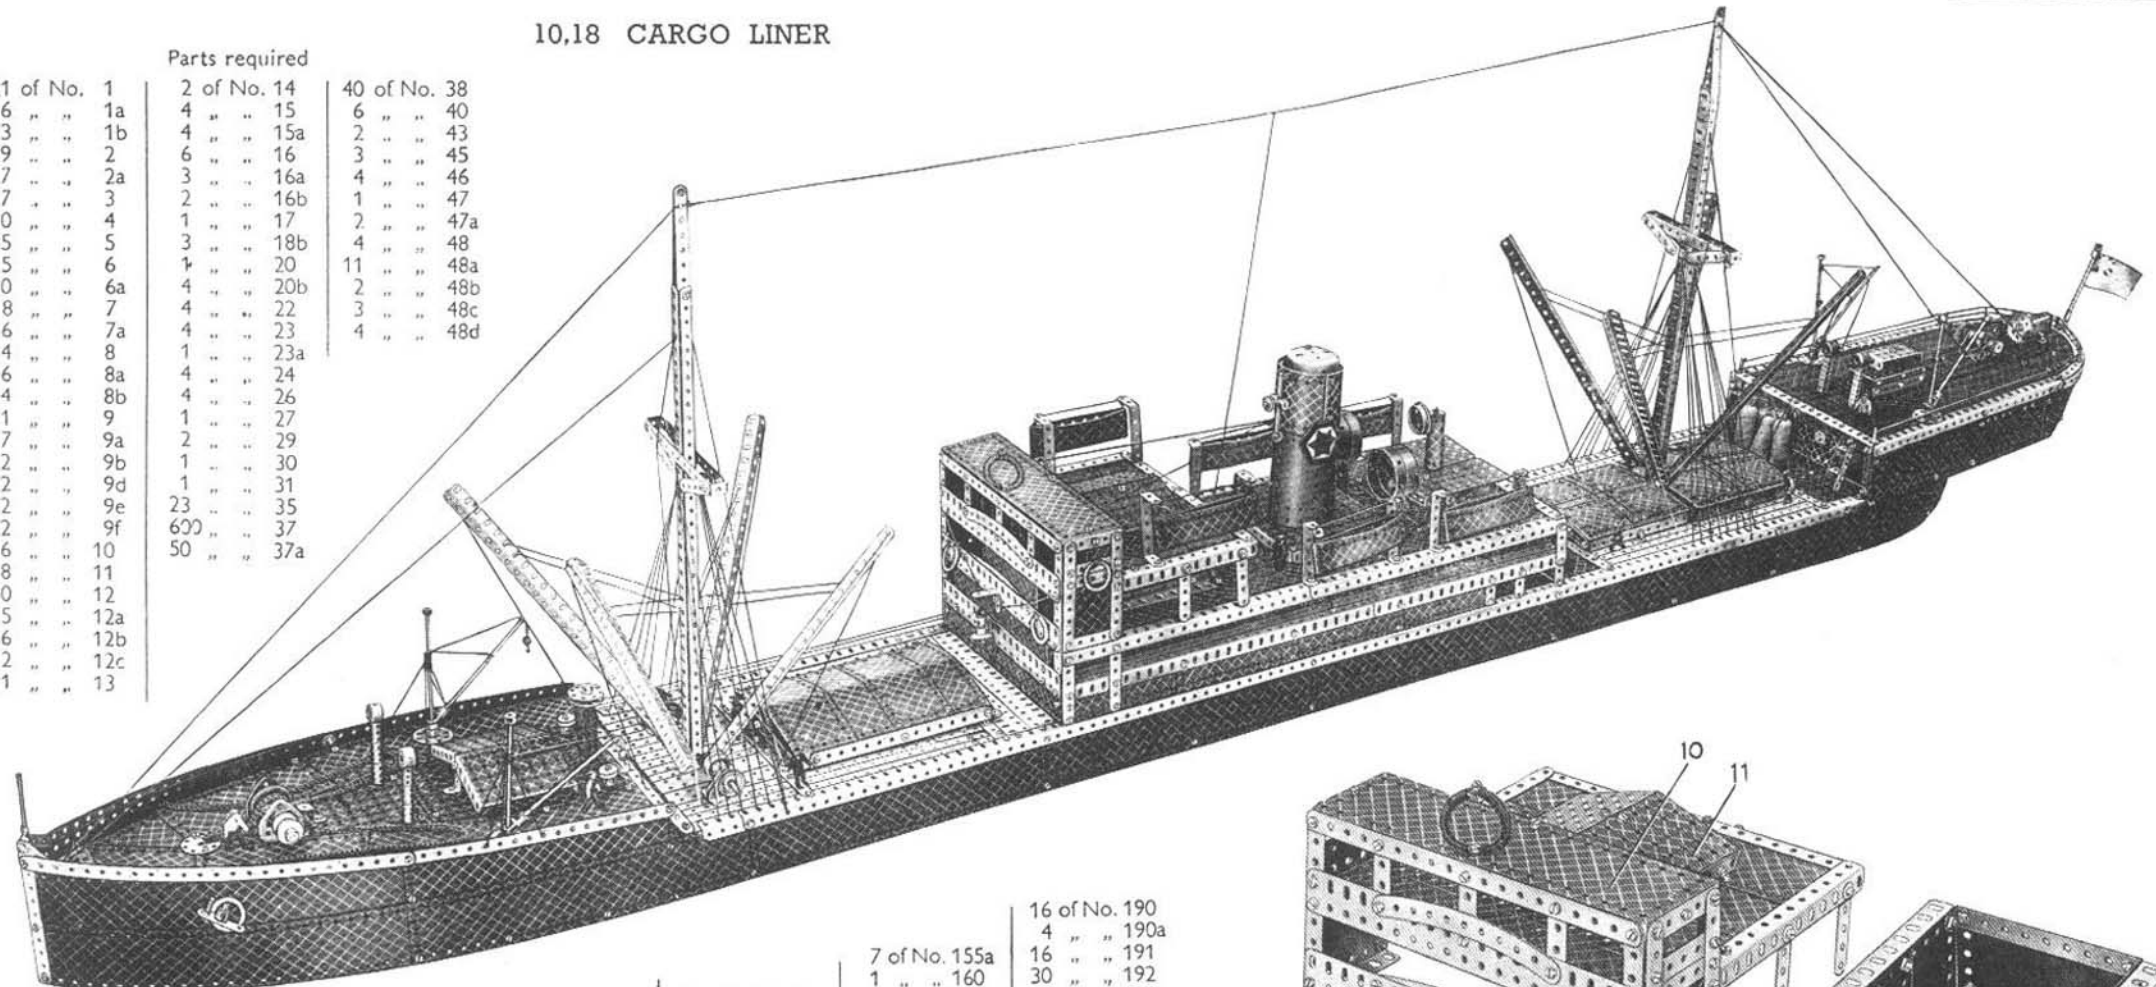 10,18 CARGO LINER
Parts required
1 of No. 1
6 „ „ 1a
3 „ „ 1b
9 „ „ 2
7 „ „ 2a
7 „ „ 3
0 „ „ 4
5 „ „ 5
5 „ „ 6
0 „ „ 6a
8 „ „ 7
6 „ „ 7a
4 „ „ 8
6 „ „ 8a
4 „ „ 8b
1 „ „ 9
7 „ „ 9a
2 „ „ 9b
2 „ „ 9d
2 „ „ 9e
2 „ „ 9f
6 „ „ 10
8 „ „ 11
0 „ „ 12
5 „ „ 12a
6 „ „ 12b
2 „ „ 12c
1 „ „ 13
2 of No. 14
4 „ „ 15
4 „ „ 15a
6 „ „ 16
3 „ „ 16a
2 „ „ 16b
1 „ „ 17
3 „ „ 18b
1 „ „ 20
4 „ „ 20b
4 „ „ 22
4 „ „ 23
1 „ „ 23a
4 „ „ 24
4 „ „ 26
1 „ „ 27
2 „ „ 29
1 „ „ 30
1 „ „ 31
23 „ „ 35
600 „ „ 37
50 „ „ 37a
40 of No. 38
6 „ „ 40
2 „ „ 43
3 „ „ 45
4 „ „ 46
1 „ „ 47
2 „ „ 47a
4 „ „ 48
11 „ „ 48a
2 „ „ 48b
3 „ „ 48c
4 „ „ 48d
10
11
7 of No. 155a
1 „ „ 160
16 of No. 190
4 „ „ 190a
16 „ „ 191
30 „ „ 192